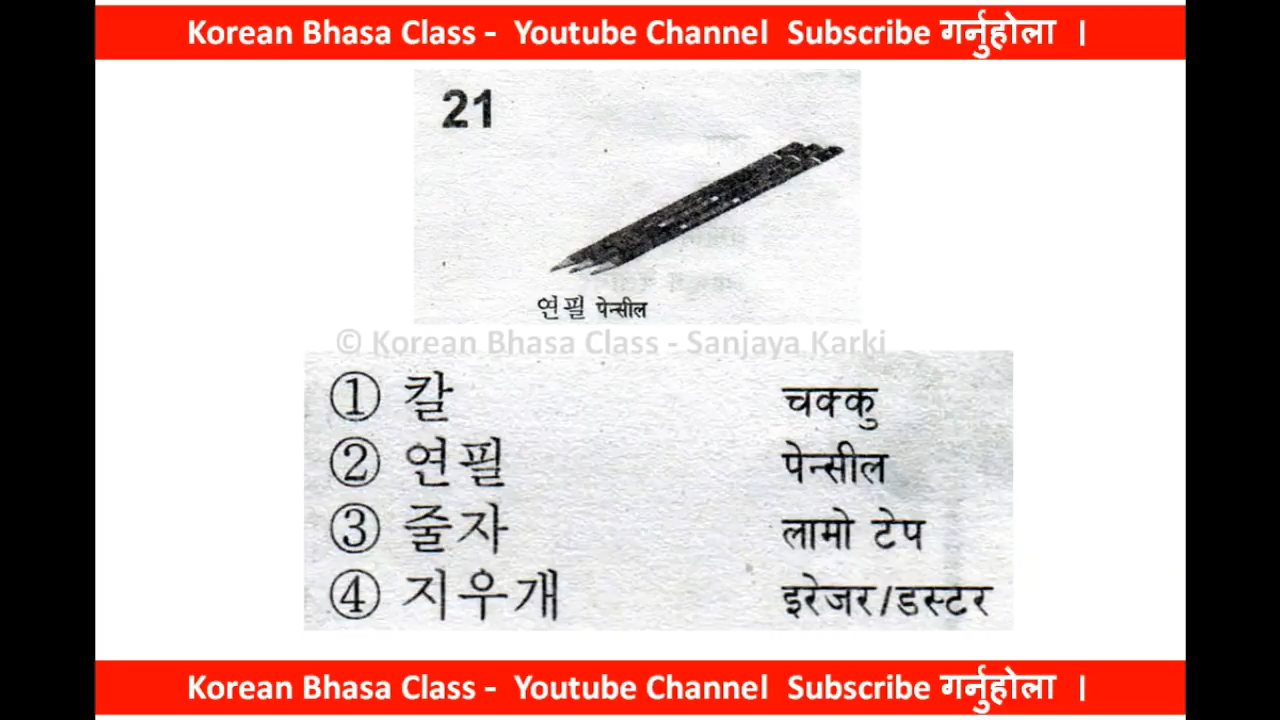 Korean Bhasa Class - Youtube Channel Subscribe गर्नुहोला ।
21
연필 पेन्सील
© Korean Bhasa Class - Sanjaya Karki
① 칼 चक्कु
② 연필 पेन्सील
③ 줄자 लामो टेप
④ 지우개 इरेजर/डस्टर
Korean Bhasa Class - Youtube Channel Subscribe गर्नुहोला ।